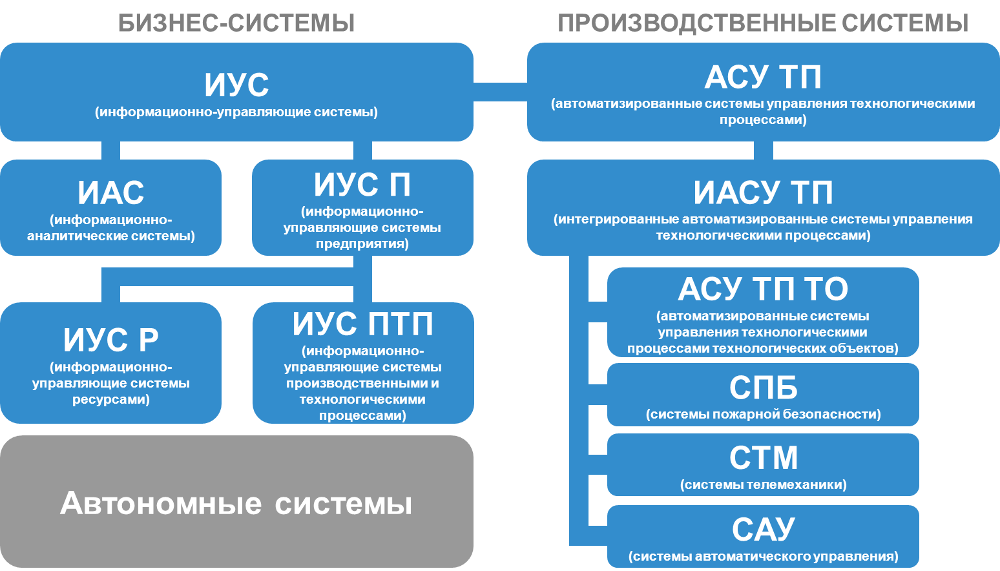 БИЗНЕС-СИСТЕМЫ
ИУС
(информационно-управляющие системы)
ИАС
(информационно-
аналитические системы)
ИУС П
(информационно-
управляющие системы
предприятия)
ИУС Р
(информационно-
управляющие системы
ресурсами)
ИУС ПТП
(информационно-
управляющие системы
производственными и
технологическими
процессами)
Автономные системы
ПРОИЗВОДСТВЕННЫЕ СИСТЕМЫ
АСУ ТП
(автоматизированные системы управления технологическими
процессами)
ИАСУ ТП
(интегрированные автоматизированные системы управления
технологическими процессами)
АСУ ТП ТО
(автоматизированные системы
управления технологическими
процессами технологических объектов)
СПБ
(системы пожарной безопасности)
СТМ
(системы телемеханики)
САУ
(системы автоматического управления)